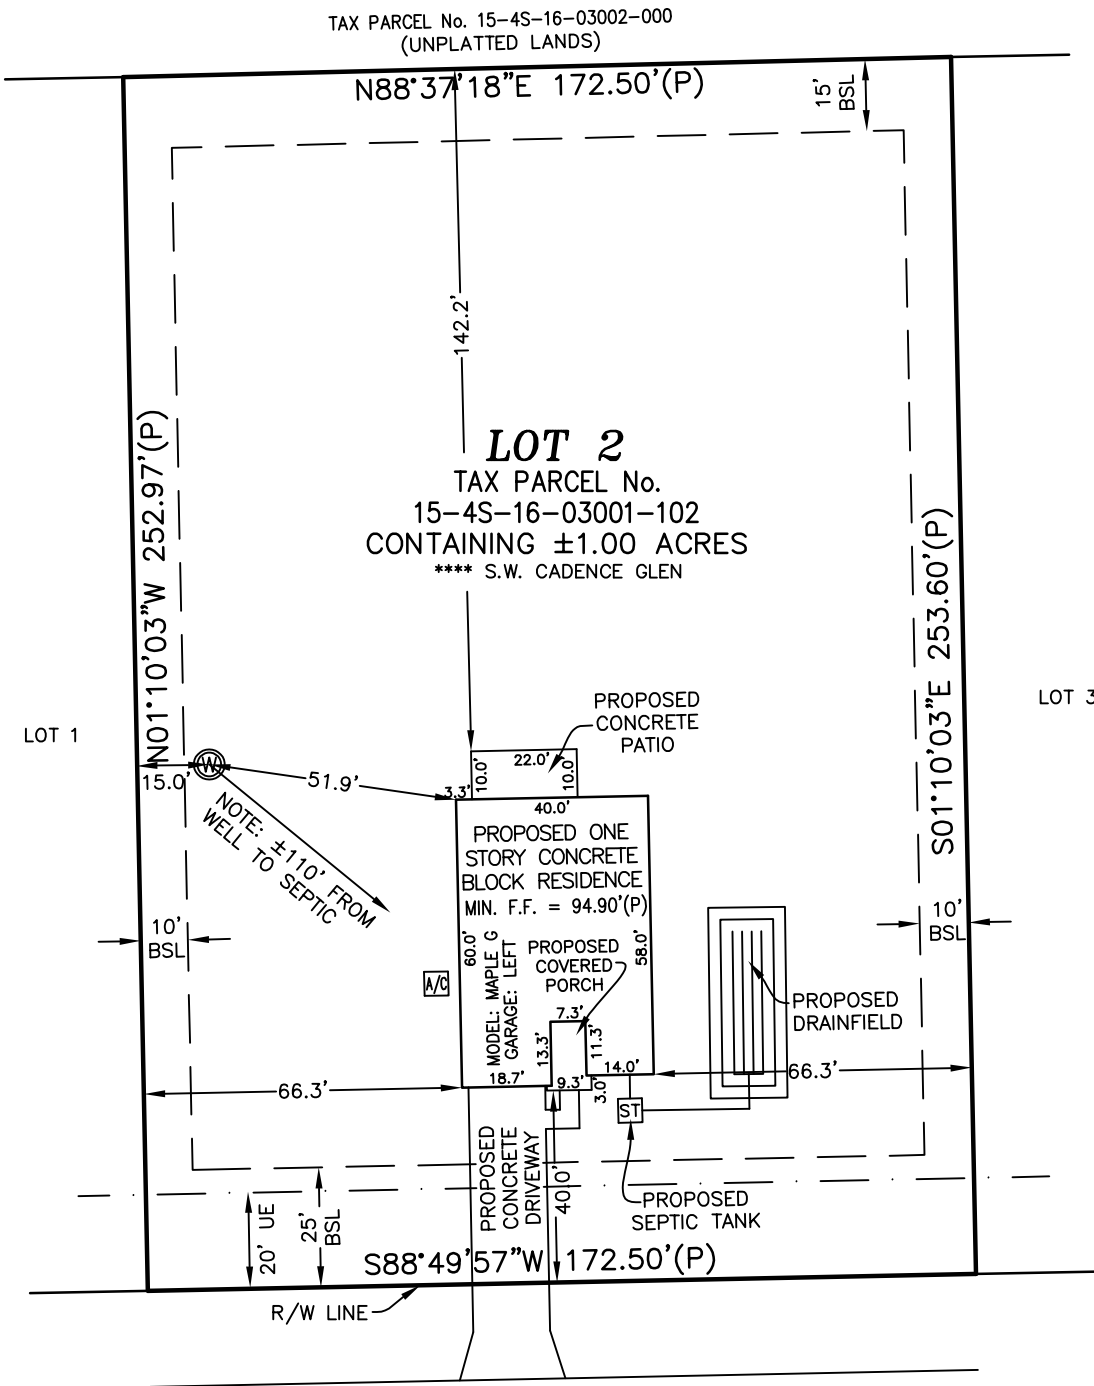 TAX PARCEL No. 15-4S-16-03002-000
(UNPLATTED LANDS)
N88°37'18"E 172.50'(P)
15'
BSL
142.2'
LOT 2
TAX PARCEL No.
15-4S-16-03001-102
CONTAINING ±1.00 ACRES
**** S.W. CADENCE GLEN
N01°10'03"W 252.97'(P)
S01°10'03"E 253.60'(P)
LOT 1
LOT 3
PROPOSED
CONCRETE
PATIO
W
15.0'
51.9'
3.3'
10.0'
22.0'
10.0'
40.0'
NOTE: ±110' FROM
WELL TO SEPTIC
PROPOSED ONE
STORY CONCRETE
BLOCK RESIDENCE
MIN. F.F. = 94.90'(P)
10'
BSL
10'
BSL
60.0'
MODEL: MAPLE G
GARAGE: LEFT
PROPOSED
COVERED
PORCH
58.0'
A/C
7.3'
13.3'
11.3'
PROPOSED
DRAINFIELD
66.3'
18.7'
9.3'
3.0'
14.0'
66.3'
ST
PROPOSED
CONCRETE
DRIVEWAY
40.0'
PROPOSED
SEPTIC TANK
20' UE
25'
BSL
S88°49'57"W 172.50'(P)
R/W LINE